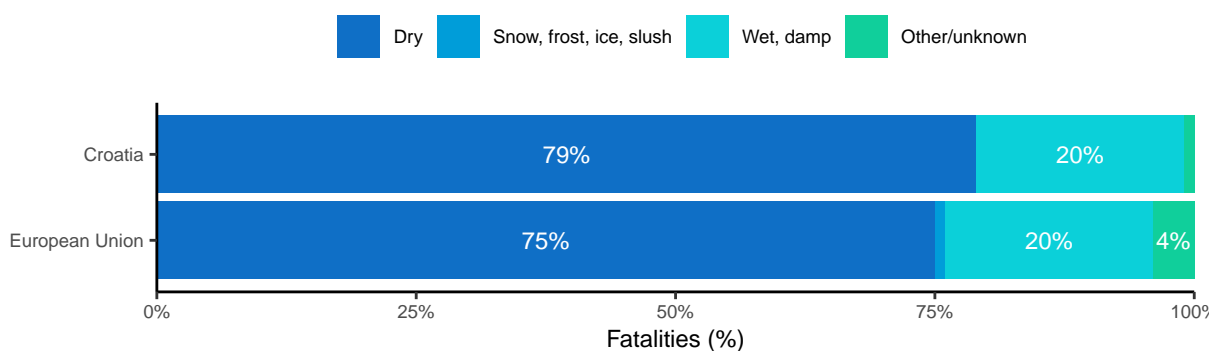 Dry Snow, frost, ice, slush Wet, damp Other/unknown
Croatia 79% 20%
European Union 75% 20% 4%
0% 25% 50% 75% 100%
Fatalities (%)